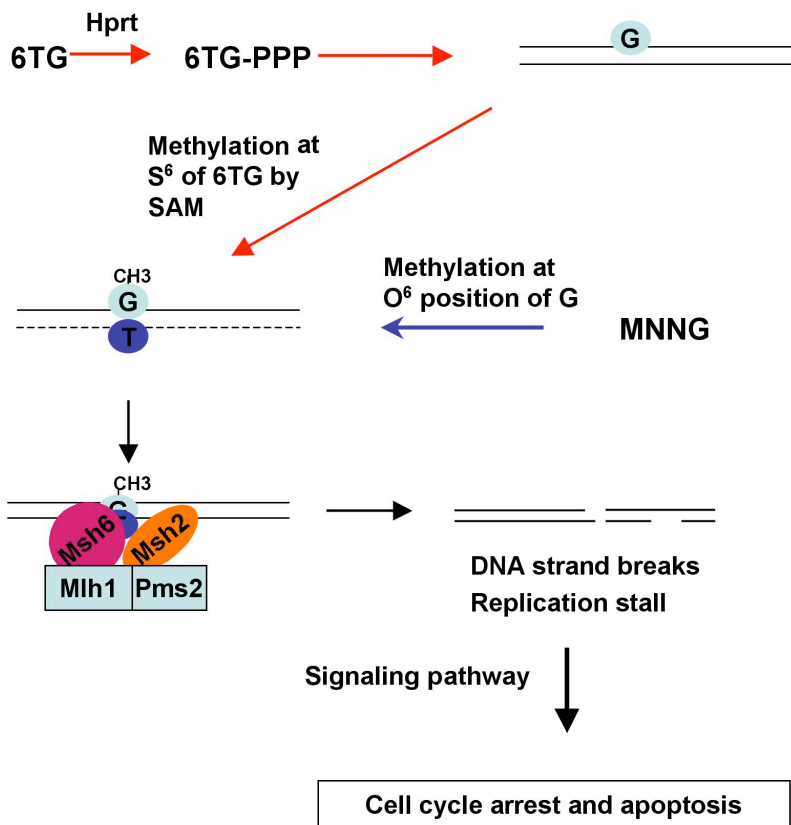 Hprt
6TG
6TG-PPP
G
Methylation at
S⁶ of 6TG by
SAM
CH3
G
T
Methylation at
O⁶ position of G
MNNG
CH3
G
Msh6
Msh2
Mlh1
Pms2
DNA strand breaks
Replication stall
Signaling pathway
Cell cycle arrest and apoptosis